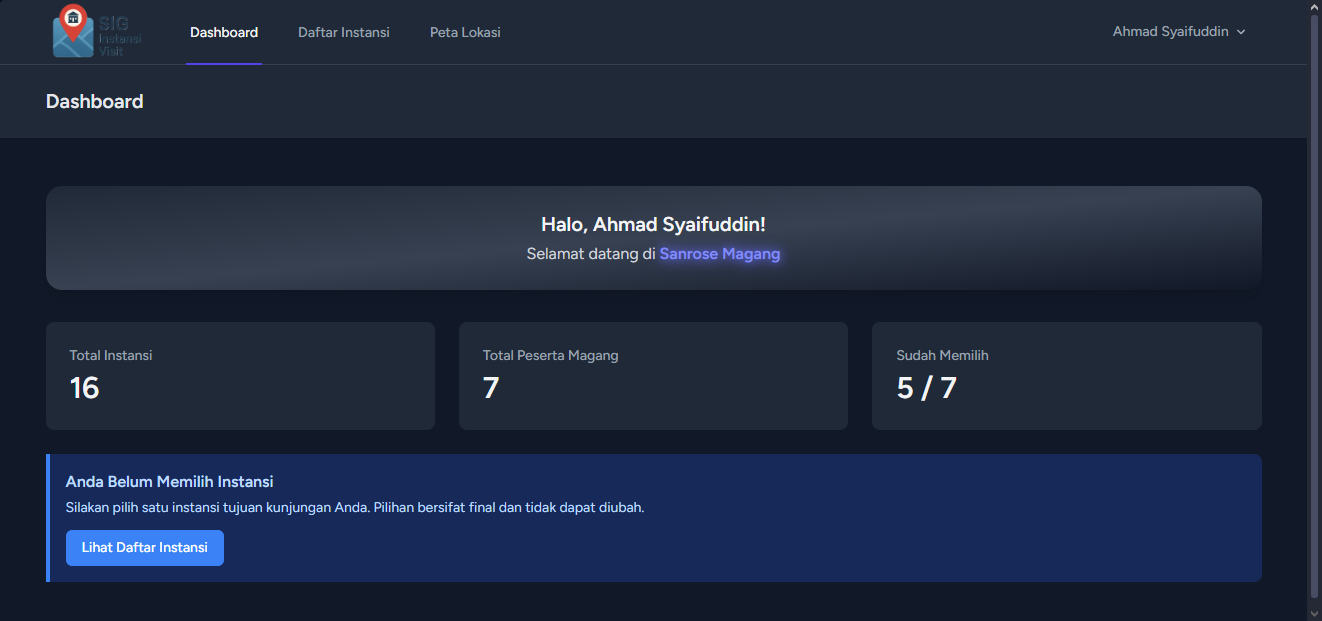 SIG
Instansi
Visit
Dashboard
Daftar Instansi
Peta Lokasi
Ahmad Syaifuddin
Dashboard
Halo, Ahmad Syaifuddin!
Selamat datang di Sanrose Magang
Total Instansi
16
Total Peserta Magang
7
Sudah Memilih
5 / 7
Anda Belum Memilih Instansi
Silakan pilih satu instansi tujuan kunjungan Anda. Pilihan bersifat final dan tidak dapat diubah.
Lihat Daftar Instansi